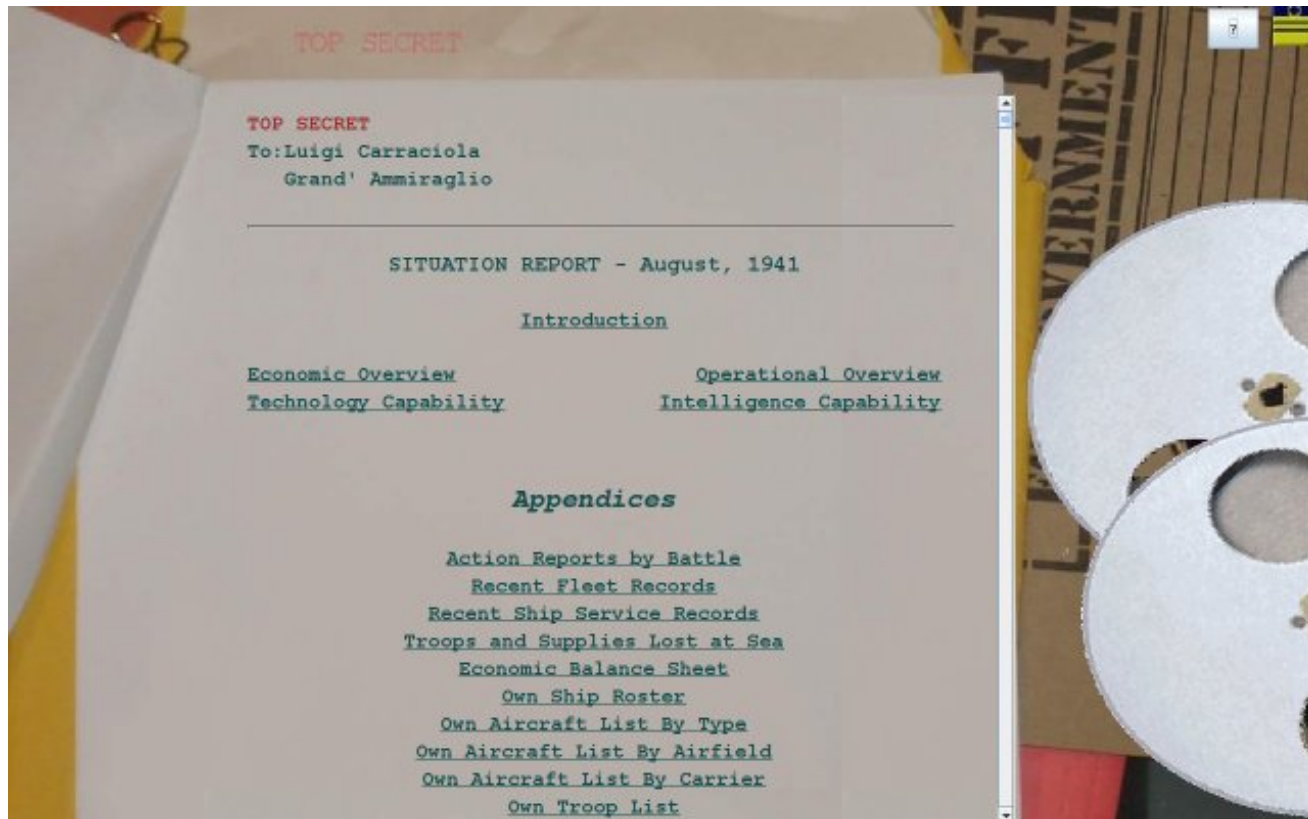 TOP SECRET
?
TOP SECRET
To:Luigi Carraciola
Grand' Ammiraglio
SITUATION REPORT - August, 1941
Introduction
Economic Overview Operational Overview
Technology Capability Intelligence Capability
Appendices
Action Reports by Battle
Recent Fleet Records
Recent Ship Service Records
Troops and Supplies Lost at Sea
Economic Balance Sheet
Own Ship Roster
Own Aircraft List By Type
Own Aircraft List By Airfield
Own Aircraft List By Carrier
Own Troop List